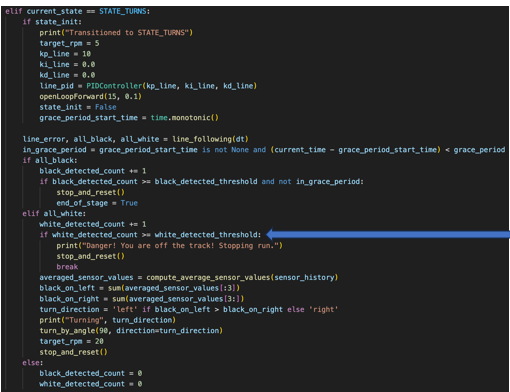 elif current_state == STATE_TURNS:
    if state_init:
        print("Transitioned to STATE_TURNS")
        target_rpm = 5
        kp_line = 10
        ki_line = 0.0
        kd_line = 0.0
        line_pid = PIDController(kp_line, ki_line, kd_line)
        openLoopForward(15, 0.1)
        state_init = False
        grace_period_start_time = time.monotonic()

    line_error, all_black, all_white = line_following(dt)
    in_grace_period = grace_period_start_time is not None and (current_time - grace_period_start_time) < grace_period
    if all_black:
        black_detected_count += 1
        if black_detected_count >= black_detected_threshold and not in_grace_period:
            stop_and_reset()
            end_of_stage = True
    elif all_white:
        white_detected_count += 1
        if white_detected_count >= white_detected_threshold:
            print("Danger! You are off the track! Stopping run.")
            stop_and_reset()
            break
        averaged_sensor_values = compute_average_sensor_values(sensor_history)
        black_on_left = sum(averaged_sensor_values[:3])
        black_on_right = sum(averaged_sensor_values[3:])
        turn_direction = 'left' if black_on_left > black_on_right else 'right'
        print("Turning", turn_direction)
        turn_by_angle(90, direction=turn_direction)
        target_rpm = 20
        stop_and_reset()
    else:
        black_detected_count = 0
        white_detected_count = 0